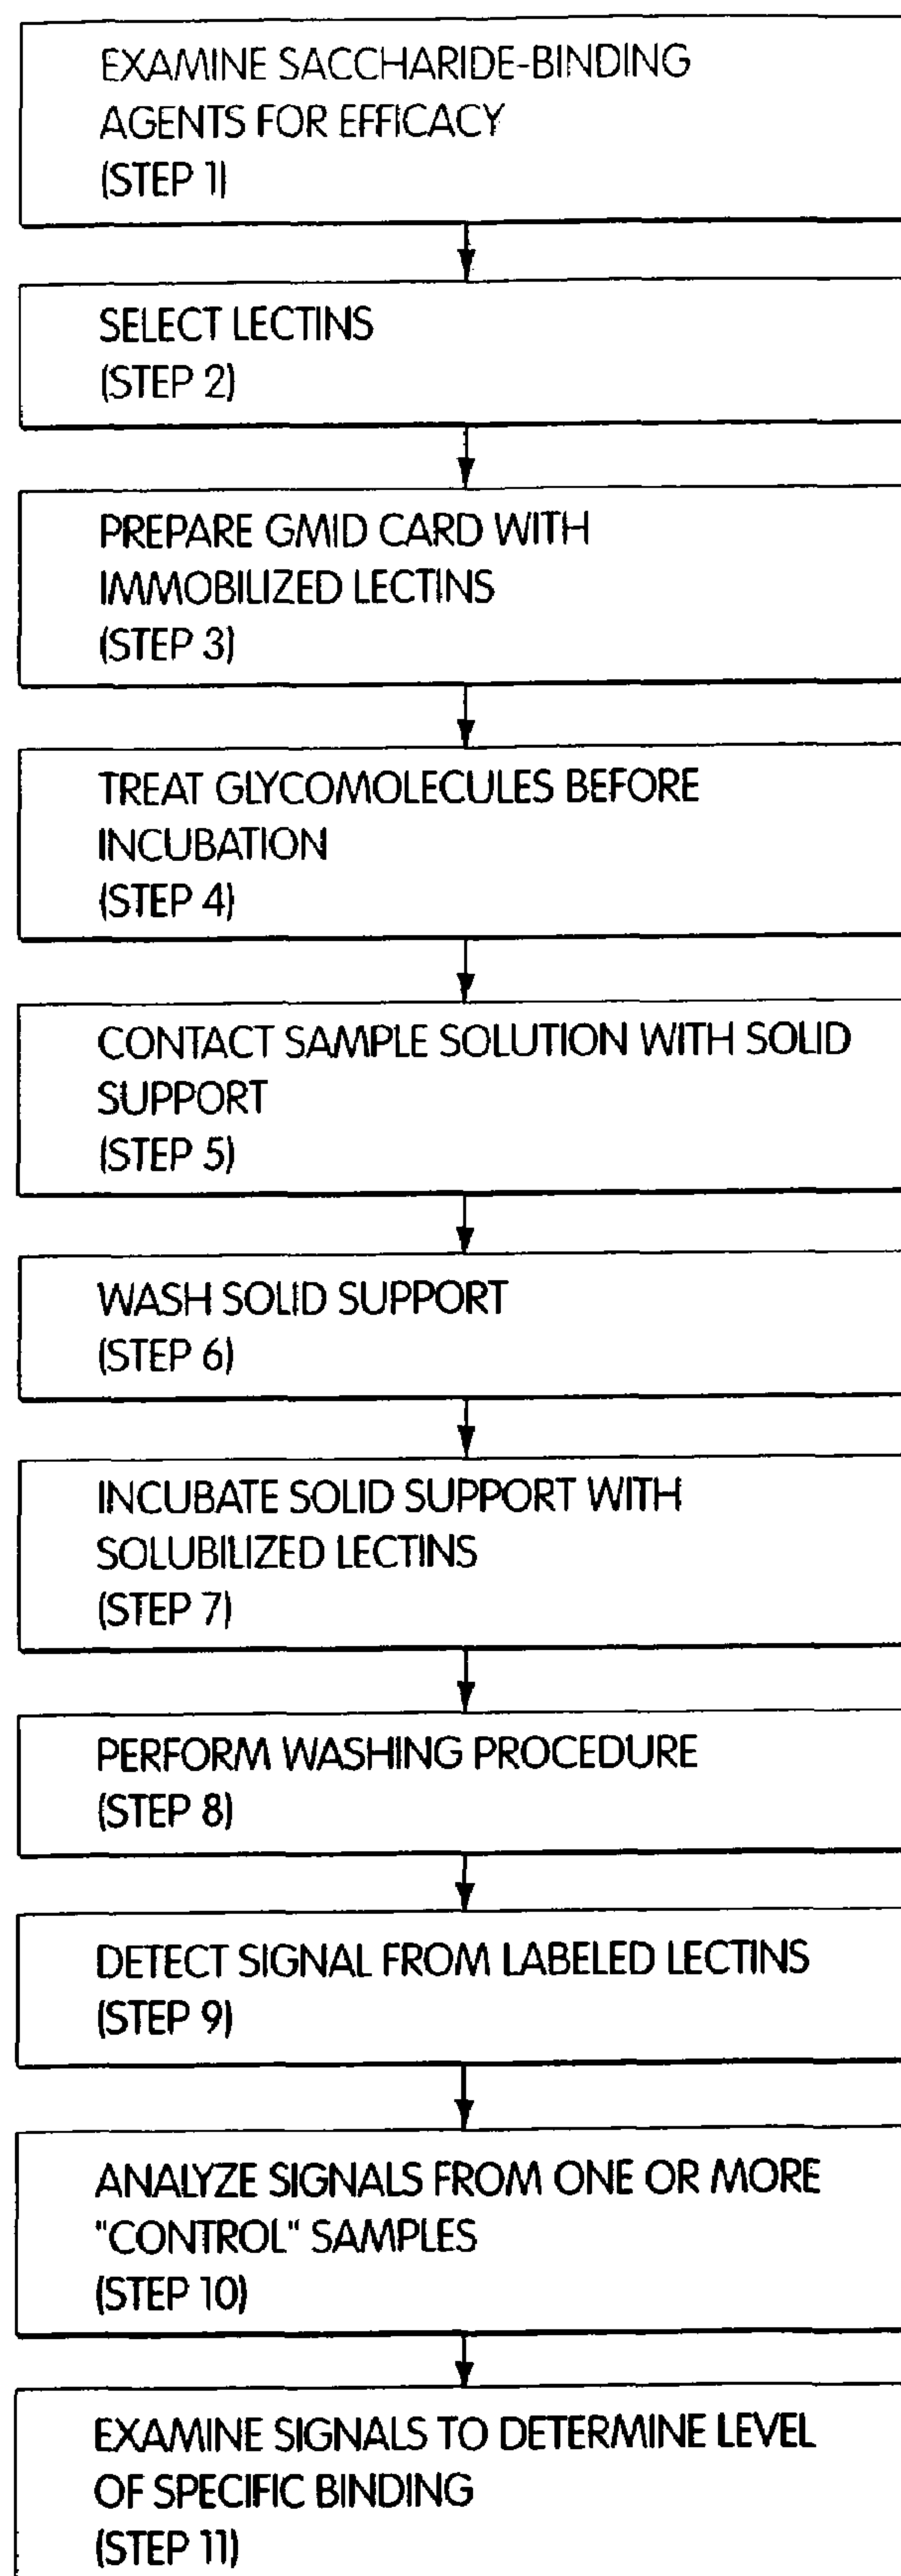 EXAMINE SACCHARIDE-BINDING
AGENTS FOR EFFICACY
(STEP 1)
SELECT LECTINS
(STEP 2)
PREPARE GMID CARD WITH
IMMOBILIZED LECTINS
(STEP 3)
TREAT GLYCOMOLECULES BEFORE
INCUBATION
(STEP 4)
CONTACT SAMPLE SOLUTION WITH SOLID
SUPPORT
(STEP 5)
WASH SOLID SUPPORT
(STEP 6)
INCUBATE SOLID SUPPORT WITH
SOLUBILIZED LECTINS
(STEP 7)
PERFORM WASHING PROCEDURE
(STEP 8)
DETECT SIGNAL FROM LABELED LECTINS
(STEP 9)
ANALYZE SIGNALS FROM ONE OR MORE
"CONTROL" SAMPLES
(STEP 10)
EXAMINE SIGNALS TO DETERMINE LEVEL
OF SPECIFIC BINDING
(STEP 11)